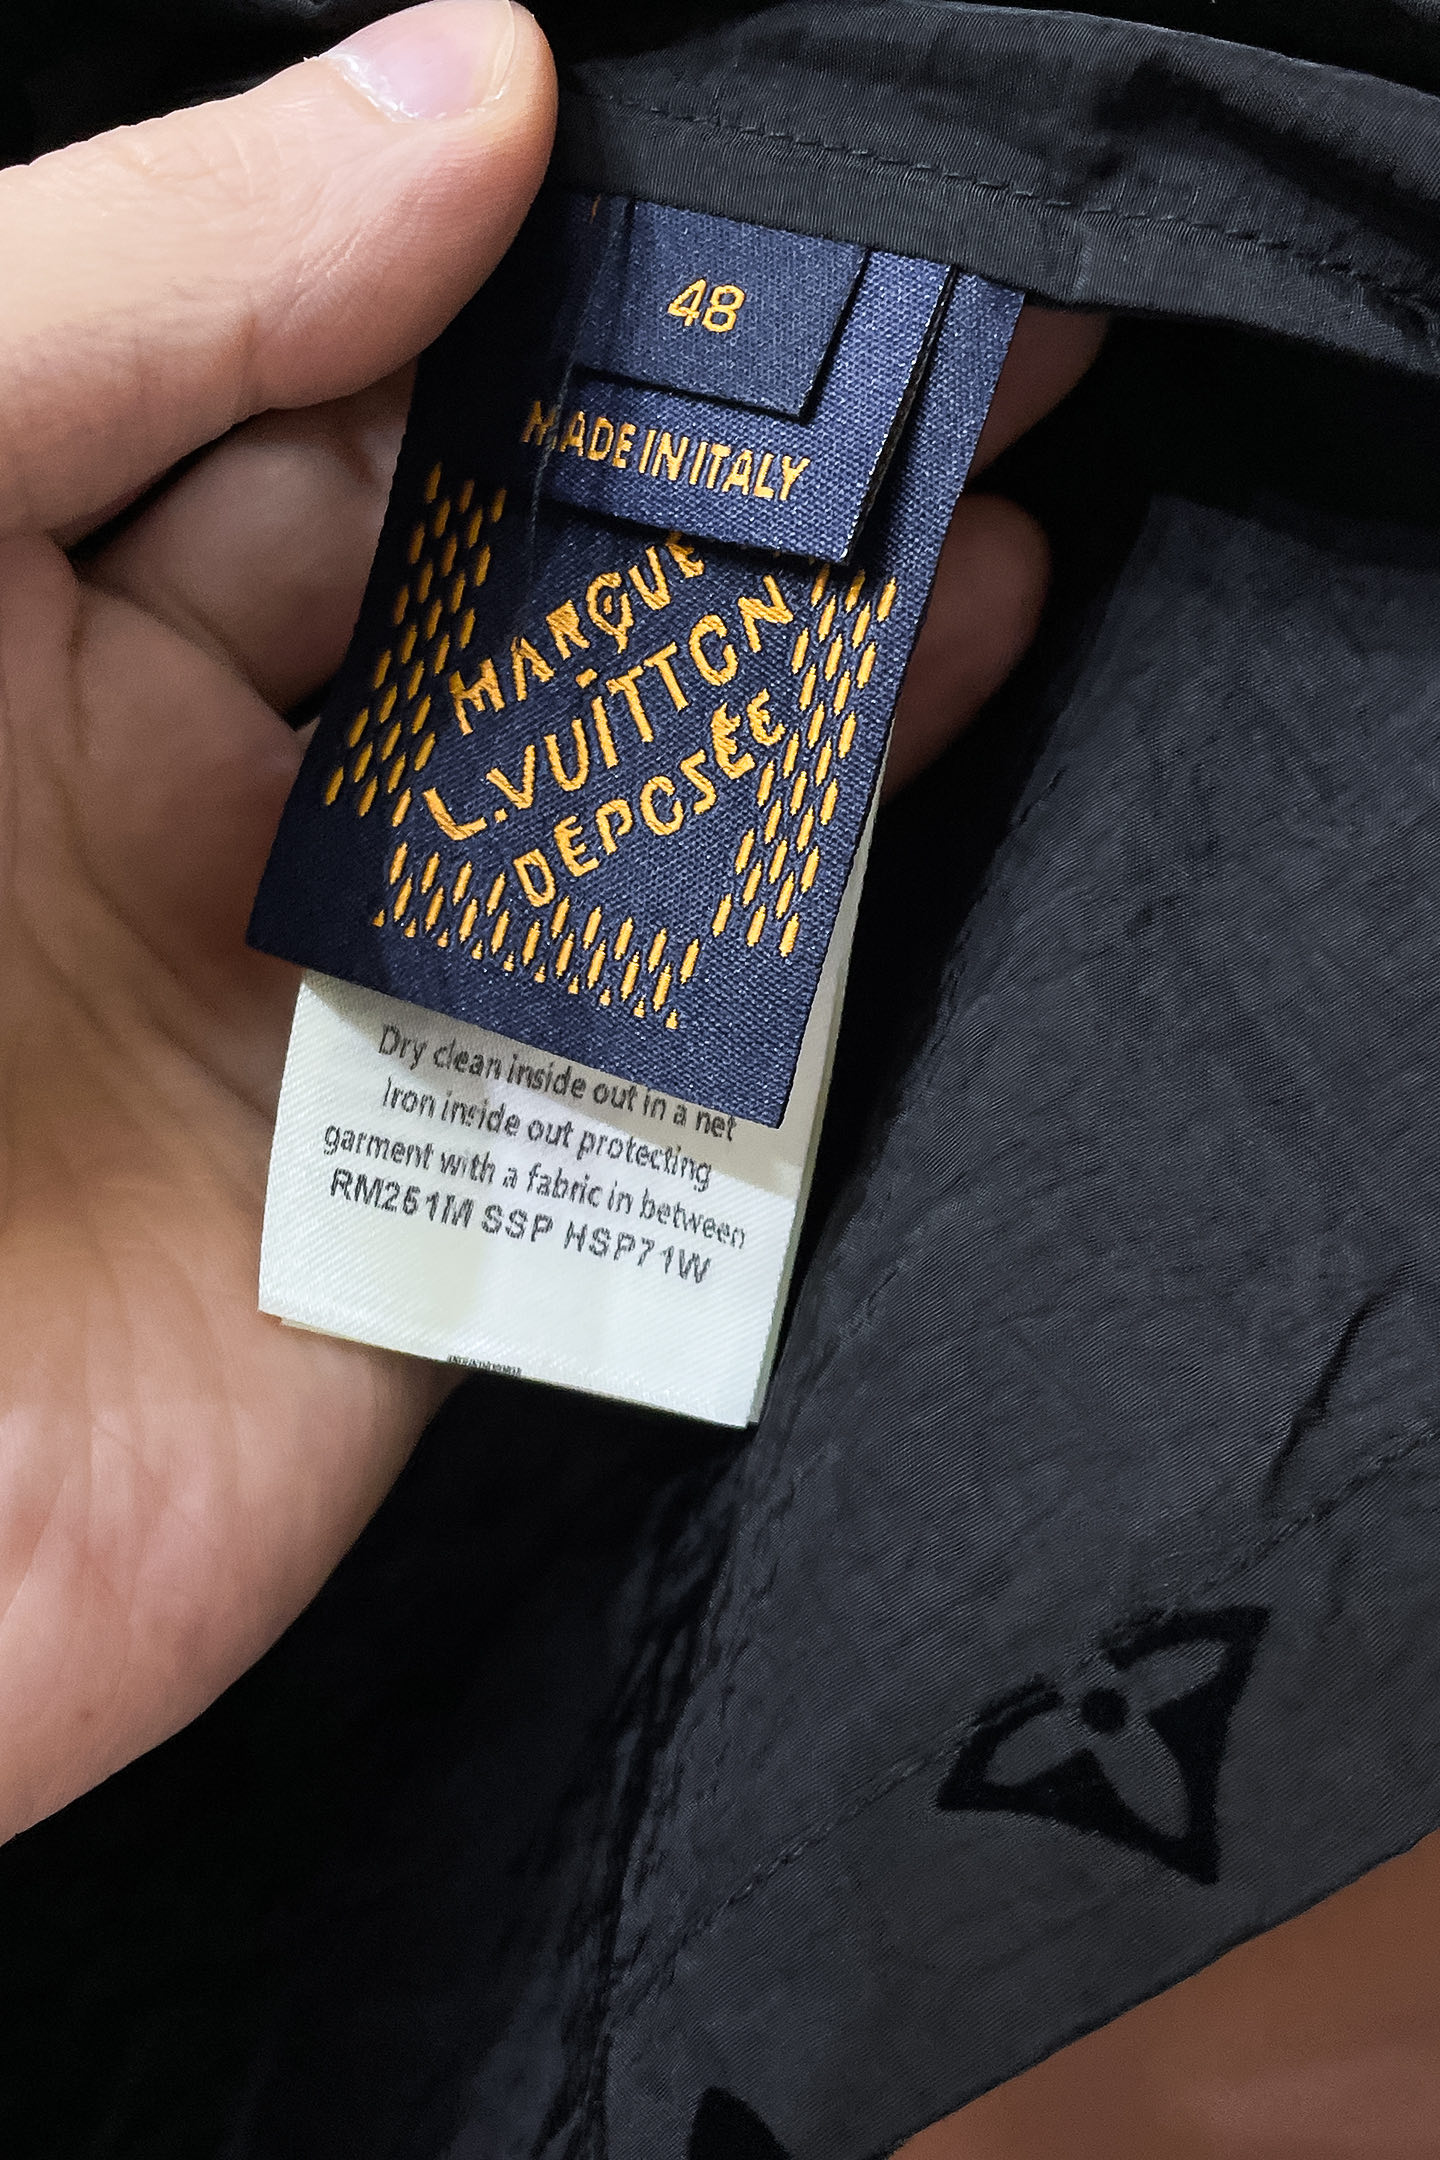 48
MADE IN ITALY
MARQUE
L.VUITTON
DEPOSEE
Dry clean inside out in a net
Iron inside out protecting
garment with a fabric in between
RM251M SSP HSP71W